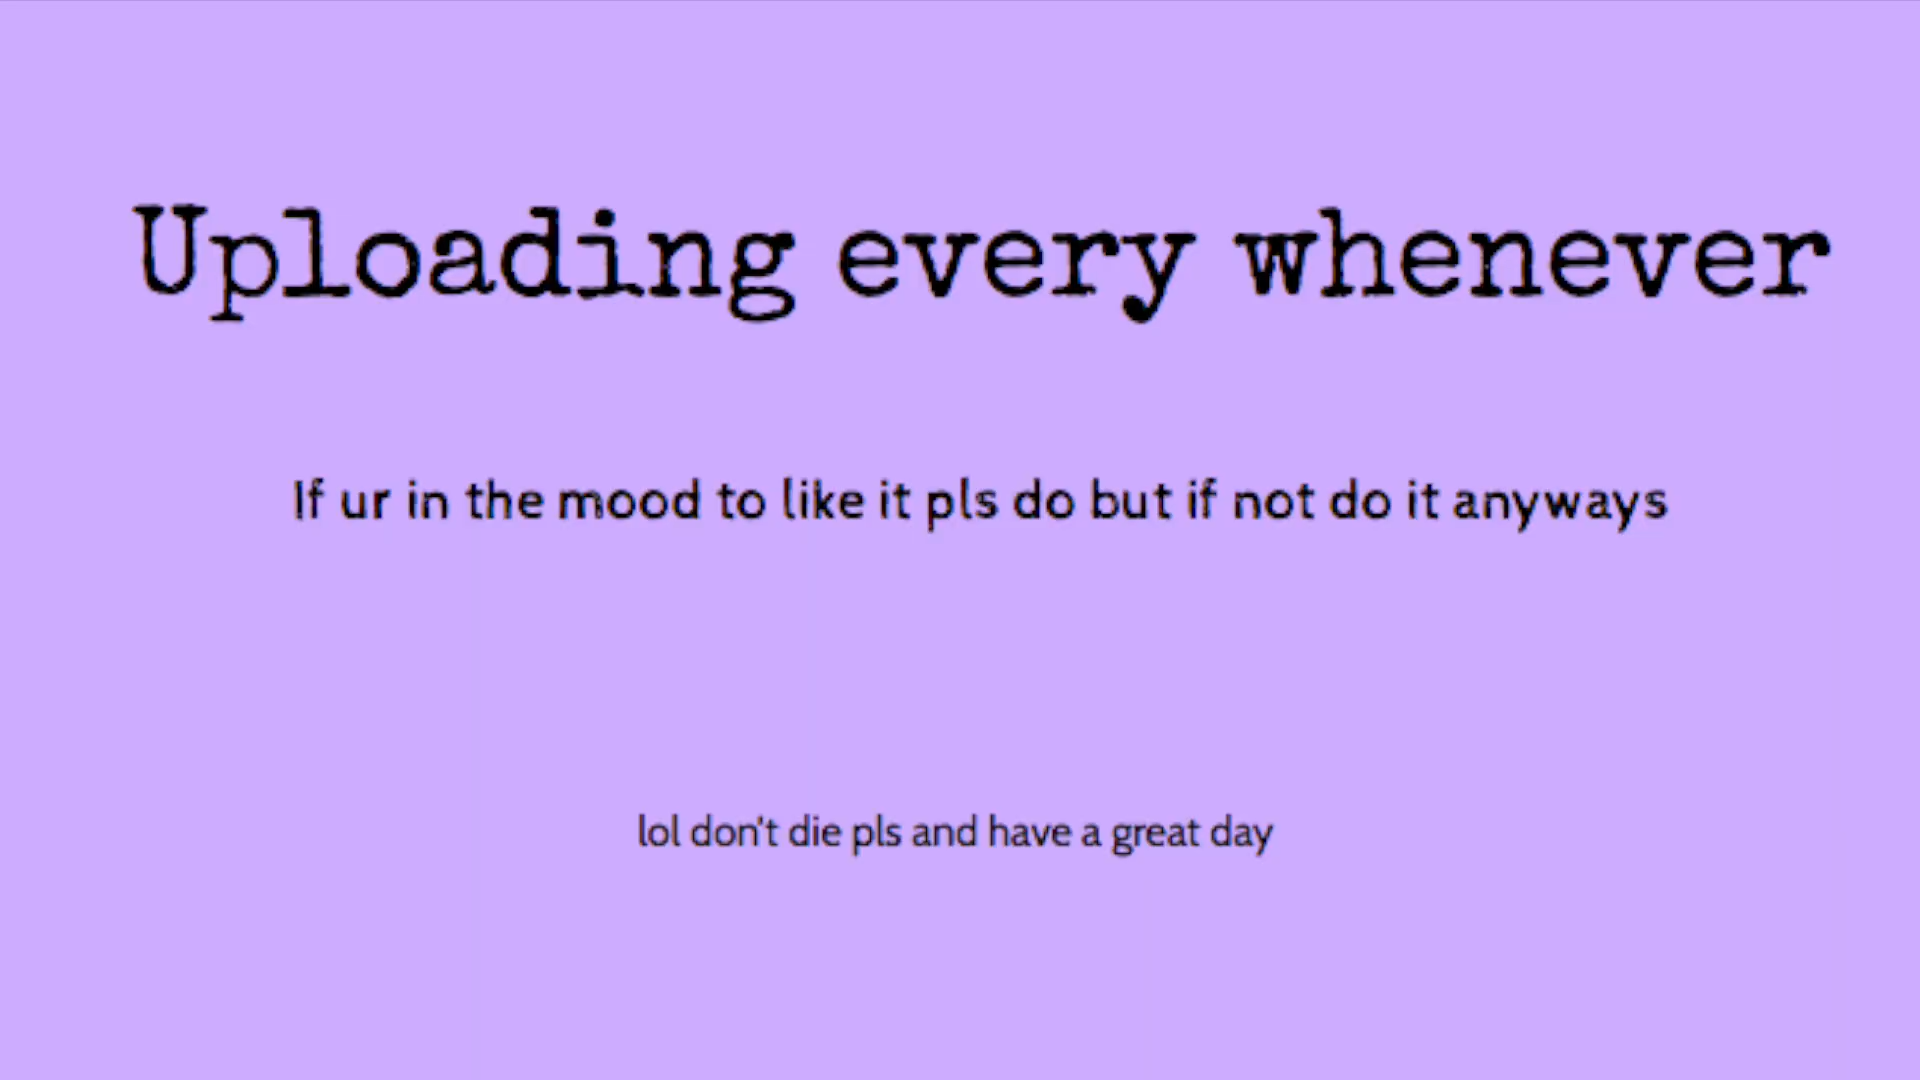 Uploading every whenever
If ur in the mood to like it pls do but if not do it anyways
lol don't die pls and have a great day